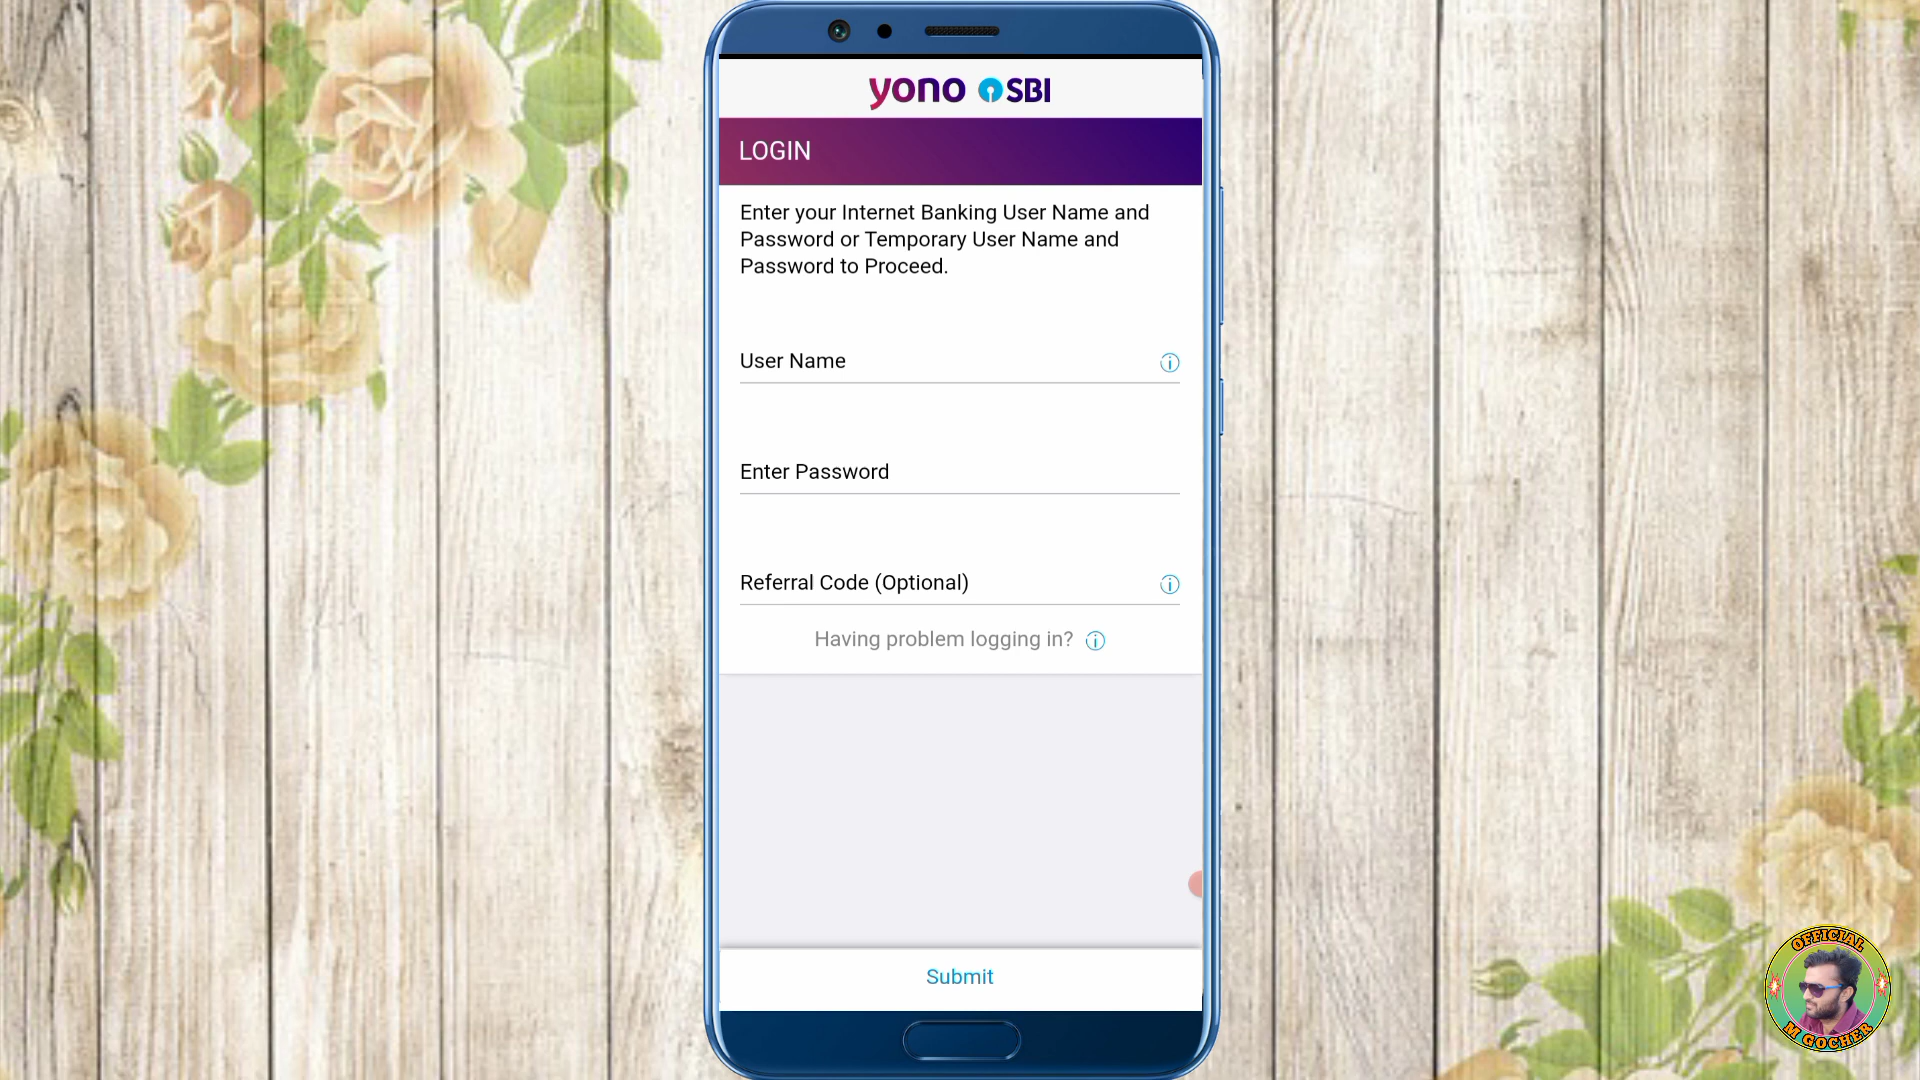 yono SBI
LOGIN
Enter your Internet Banking User Name and
Password or Temporary User Name and
Password to Proceed.
User Name
Enter Password
Referral Code (Optional)
Having problem logging in?
Submit
OFFICIAL
M GOCHER